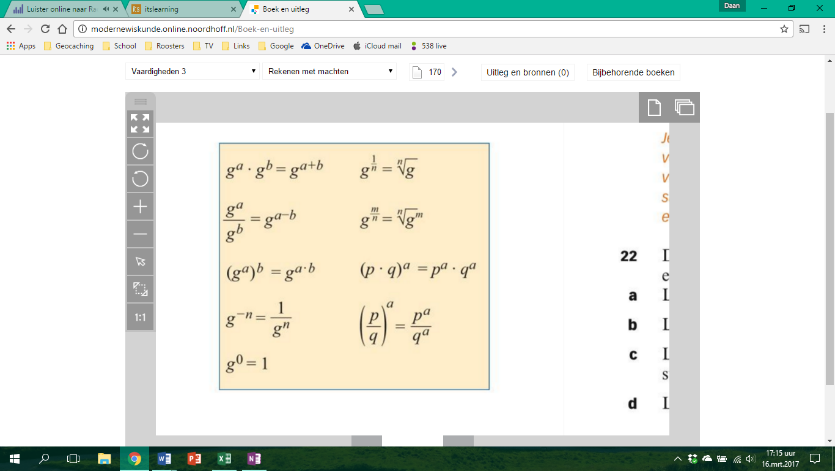 Daan
Luister online naar Ra
itslearning
Boek en uitleg
modernewiskunde.online.noordhoff.nl/Boek-en-uitleg
Apps Geocaching School Roosters TV Links Google OneDrive iCloud mail 538 live
Vaardigheden 3 Rekenen met machten 170 Uitleg en bronnen (0) Bijbehorende boeken
1:1
g^a · g^b = g^{a+b} g^{1/n} = ⁿ√g
g^a/g^b = g^{a-b} g^{m/n} = ⁿ√g^m
(g^a)^b = g^{a·b} (p · q)^a = p^a · q^a
g^{-n} = 1/g^n (p/q)^a = p^a/q^a
g^0 = 1
v
v
s
e
22
e
a L
b L
c L
s
d L
17:15 uur
16.mrt.2017